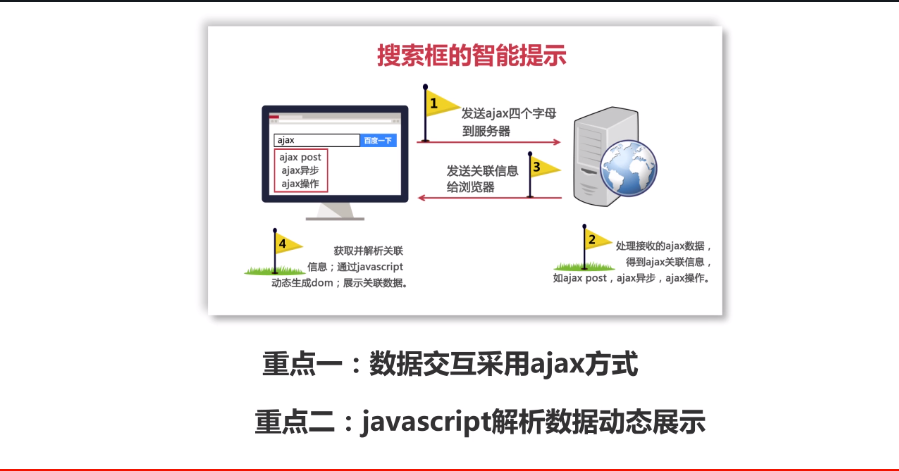 搜索框的智能提示
1
发送ajax四个字母
到服务器
ajax
百度一下
ajax post
ajax异步
ajax操作
发送关联信息
给浏览器
3
4
获取并解析关联
信息；通过javascript
动态生成dom；展示关联数据。
2
处理接收的ajax数据，
得到ajax关联信息，
如ajax post，ajax异步，ajax操作。
重点一：数据交互采用ajax方式
重点二：javascript解析数据动态展示